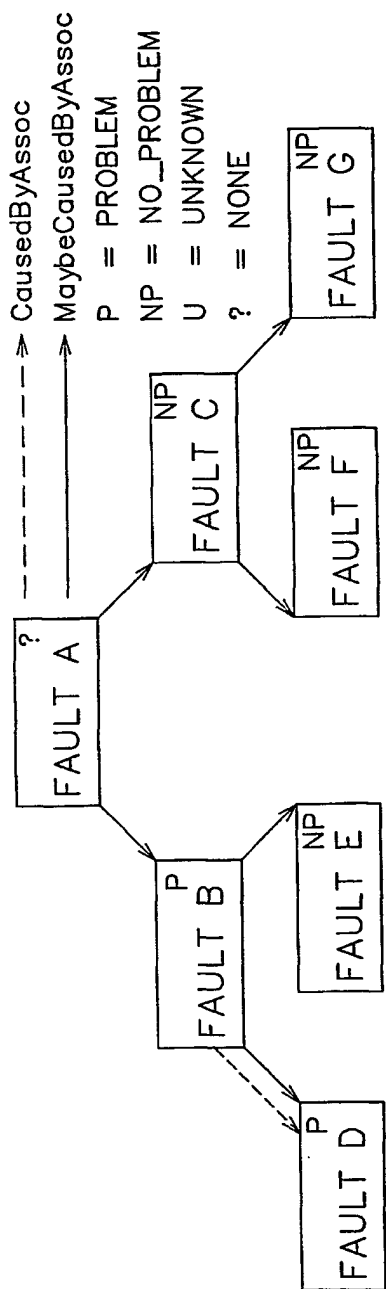 CausedByAssoc
MaybeCausedByAssoc
P = PROBLEM
NP = NO_PROBLEM
U = UNKNOWN
? = NONE
?
FAULT A
P
FAULT B
NP
FAULT C
P
FAULT D
NP
FAULT E
NP
FAULT F
NP
FAULT G